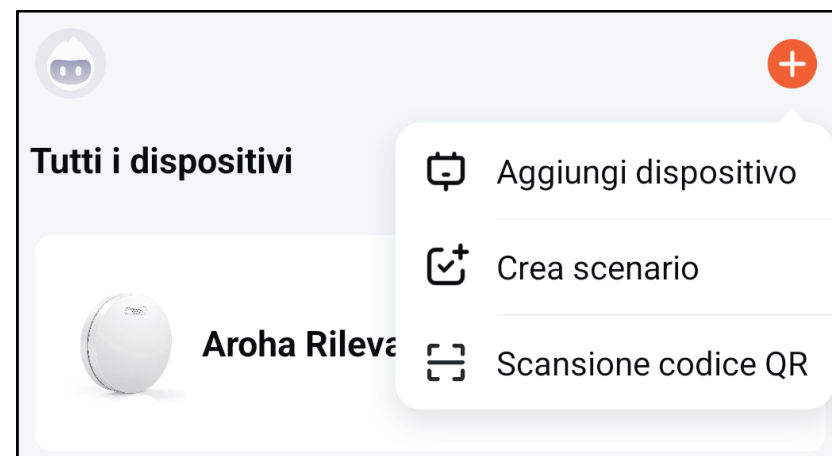 Tutti i dispositivi
Aggiungi dispositivo
Crea scenario
Aroha Rileva
Scansione codice QR